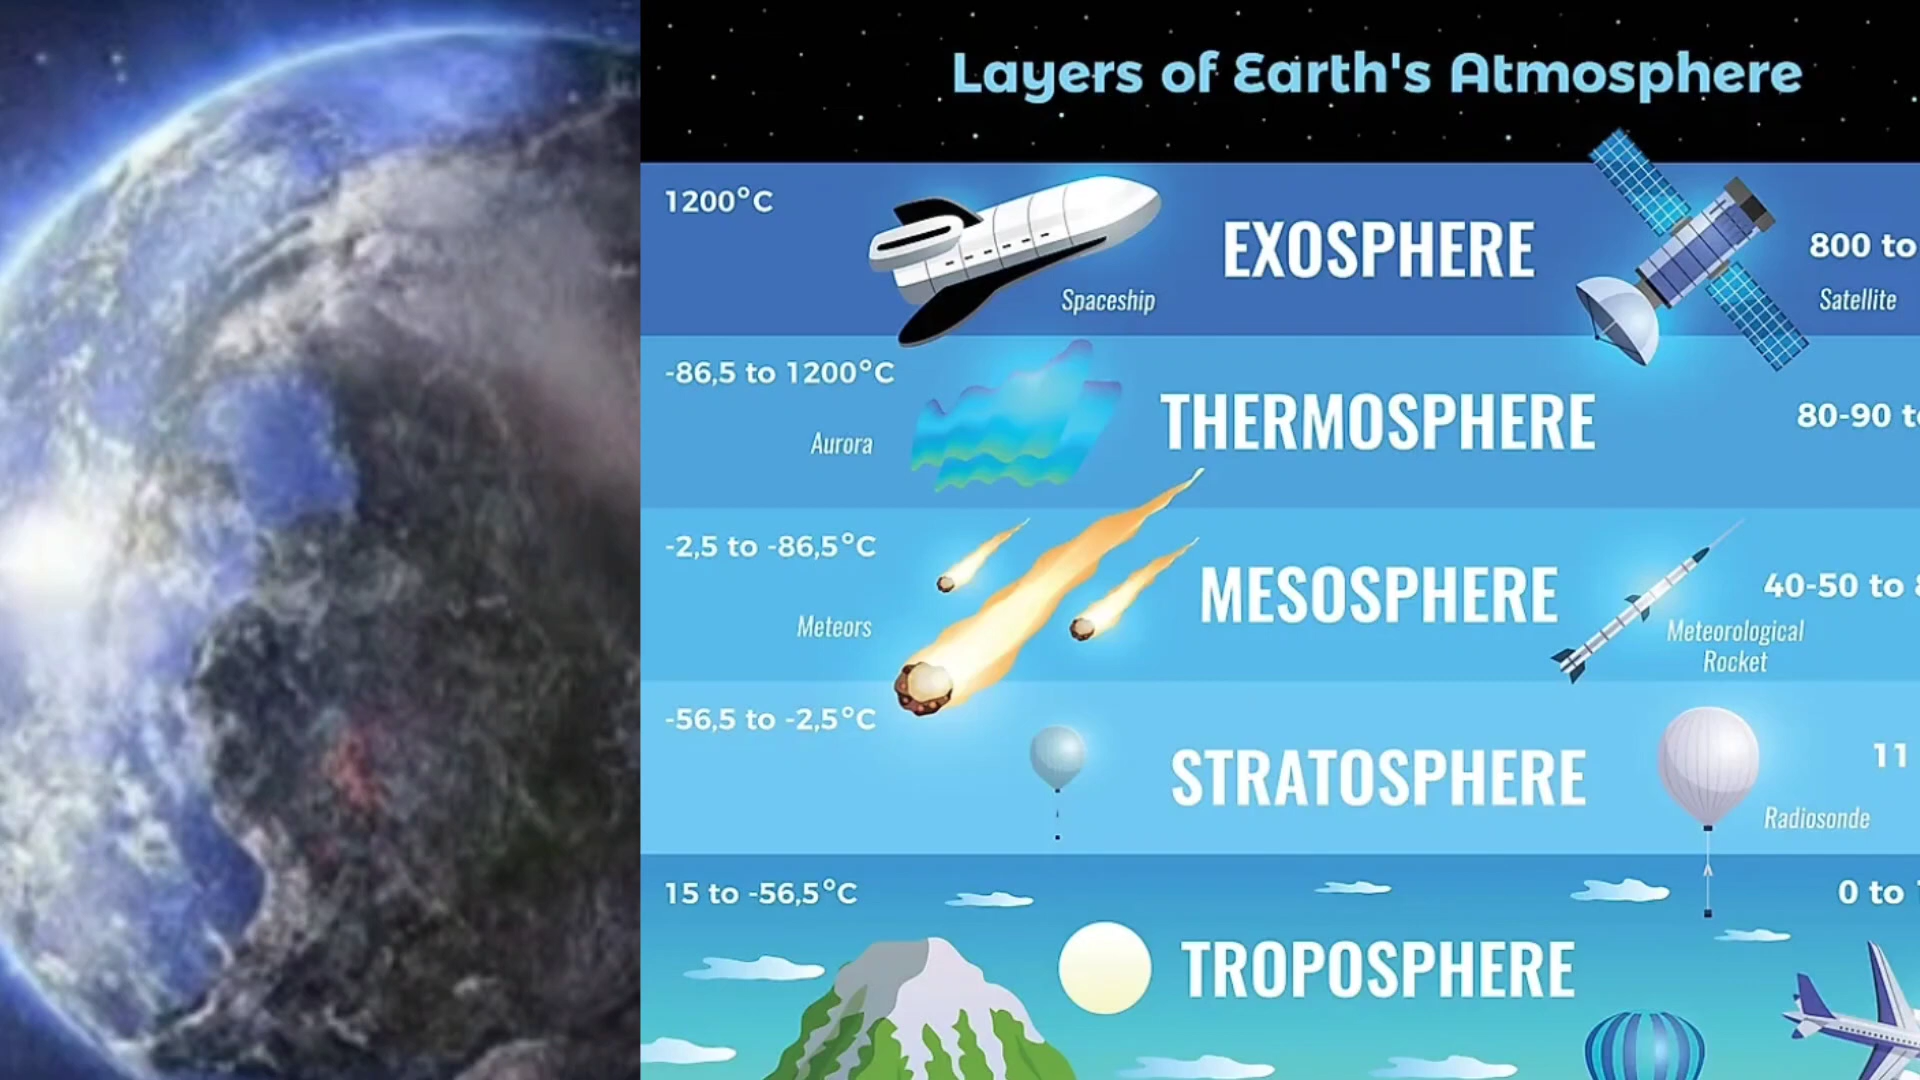 Layers of Earth's Atmosphere
1200°C
EXOSPHERE
800 to
Spaceship
Satellite
-86,5 to 1200°C
THERMOSPHERE
80-90
Aurora
-2,5 to -86,5°C
MESOSPHERE
40-50 to
Meteors
Meteorological
Rocket
-56,5 to -2,5°C
STRATOSPHERE
11
Radiosonde
15 to -56,5°C
0 to
TROPOSPHERE